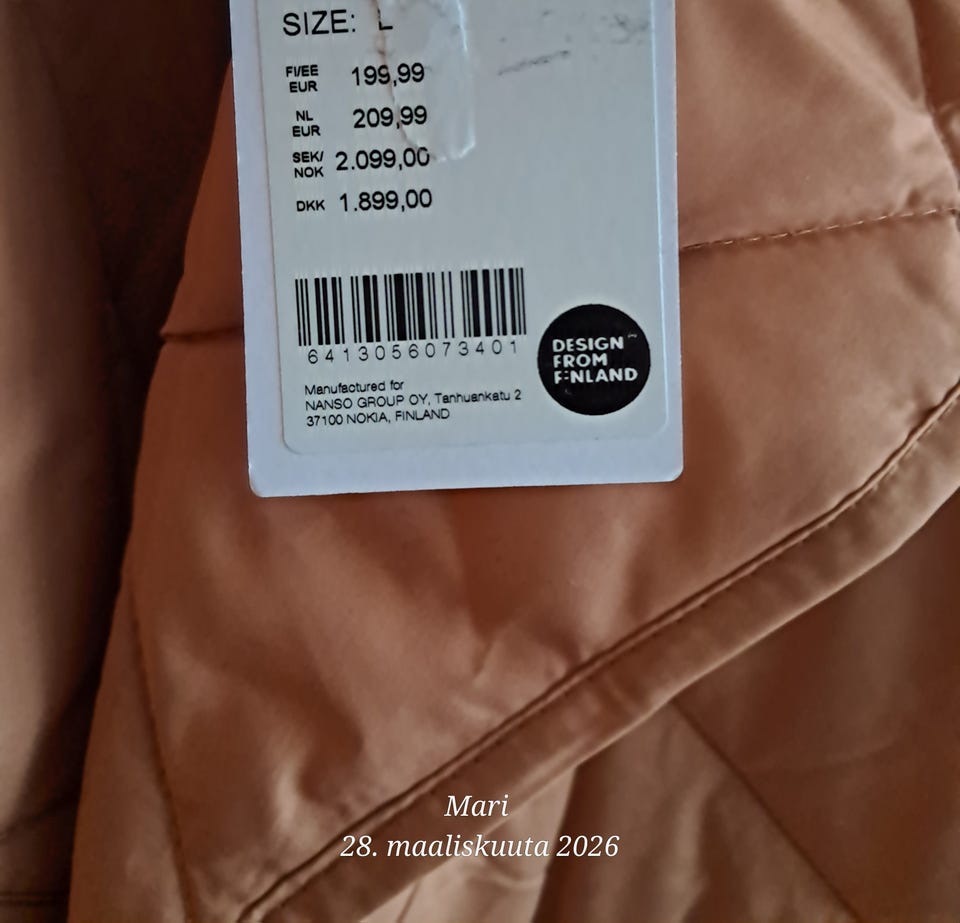 SIZE: L
FI/EE EUR 199,99
NL EUR 209,99
SEK/ NOK 2.099,00
DKK 1.899,00
6413056073401
Manufactured for
NANSO GROUP OY, Tanhuankatu 2
37100 NOKIA, FINLAND
DESIGN
FROM
FINLAND
Mari
28. maaliskuuta 2026